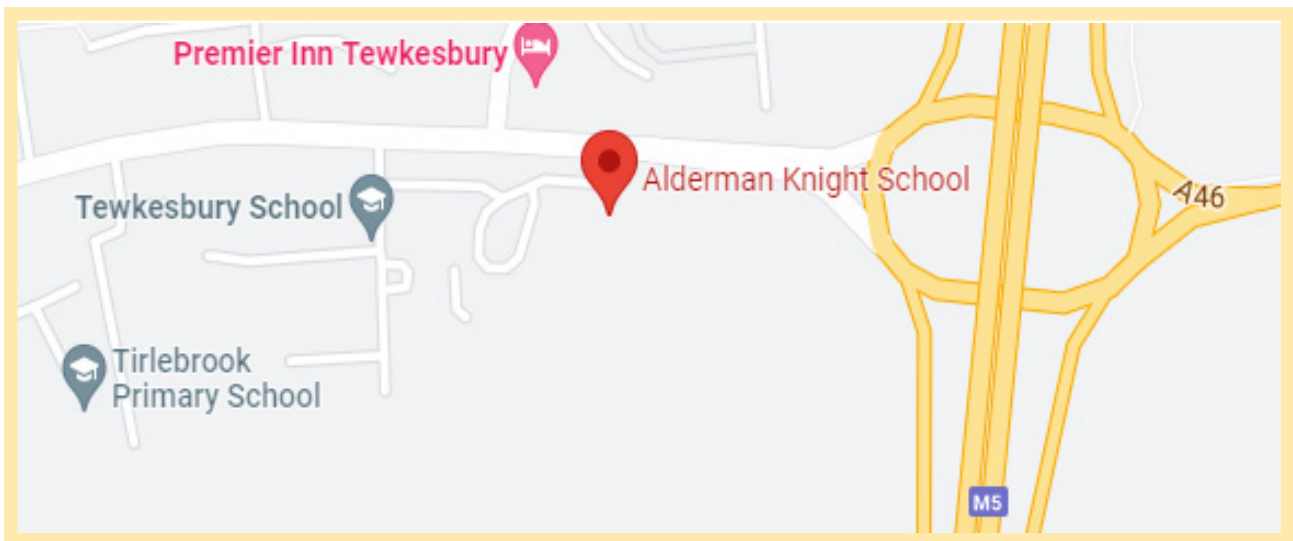 Premier Inn Tewkesbury
Alderman Knight School
A46
Tewkesbury School
Tirlebrook
Primary School
M5